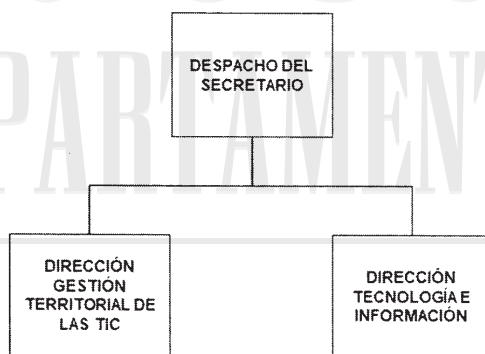 DESPACHO DEL
SECRETARIO
DIRECCIÓN
GESTIÓN
TERRITORIAL DE
LAS TIC
DIRECCIÓN
TECNOLOGÍA E
INFORMACIÓN